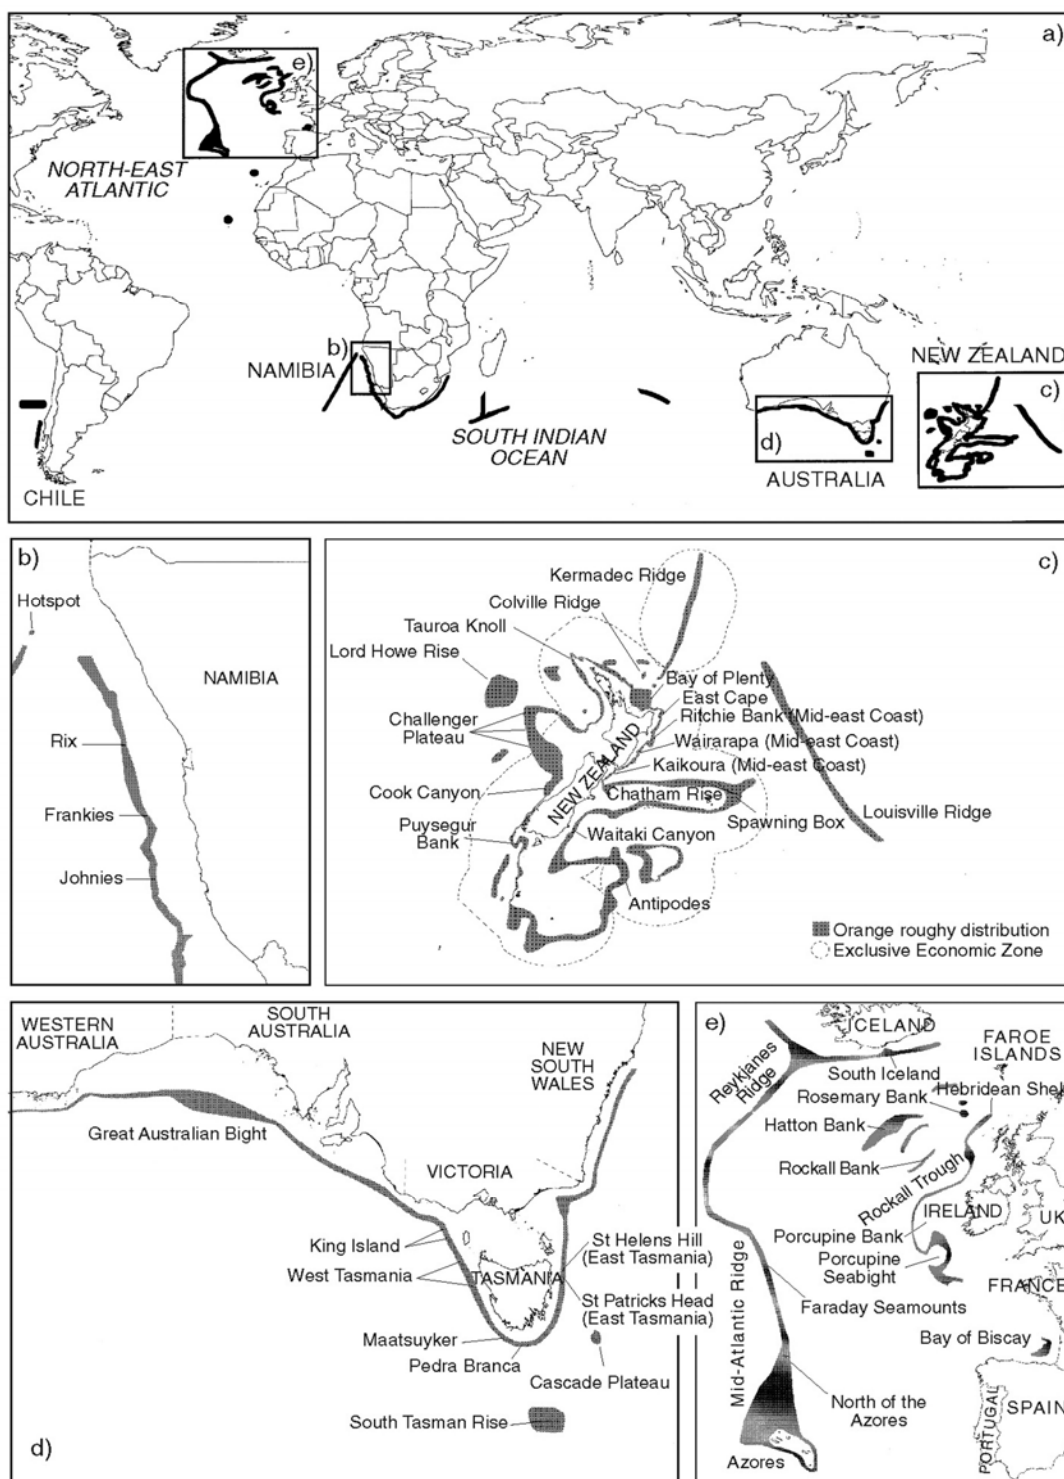 a)
e)
NORTH-EAST
ATLANTIC
b)
NAMIBIA
NEW ZEALAND
c)
SOUTH INDIAN
OCEAN
d)
AUSTRALIA
CHILE
b)
Hotspot
NAMIBIA
Rix
Frankies
Johnies
c)
Kermadec Ridge
Colville Ridge
Tauroa Knoll
Lord Howe Rise
Bay of Plenty
East Cape
Challenger
Plateau
Ritchie Bank (Mid-east Coast)
Wairarapa (Mid-east Coast)
Kaikoura (Mid-east Coast)
NEW ZEALAND
Cook Canyon
Chatham Rise
Louisville Ridge
Puysegur
Bank
Waitaki Canyon
Spawning Box
Antipodes
Orange roughy distribution
Exclusive Economic Zone
WESTERN
AUSTRALIA
SOUTH
AUSTRALIA
NEW
SOUTH
WALES
Great Australian Bight
VICTORIA
King Island
West Tasmania
TASMANIA
St Helens Hill
(East Tasmania)
St Patricks Head
(East Tasmania)
Maatsuyker
Pedra Branca
Cascade Plateau
South Tasman Rise
d)
e)
ICELAND
FAROE
ISLANDS
Reykjanes
Ridge
South Iceland
Hebridean Shel
Rosemary Bank
Hatton Bank
Rockall Bank
Rockall Trough
IRELAND
UK
Porcupine Bank
Porcupine
Seabight
FRANCE
Faraday Seamounts
Mid-Atlantic Ridge
Bay of Biscay
North of the
Azores
PORTUGAL
SPAIN
Azores